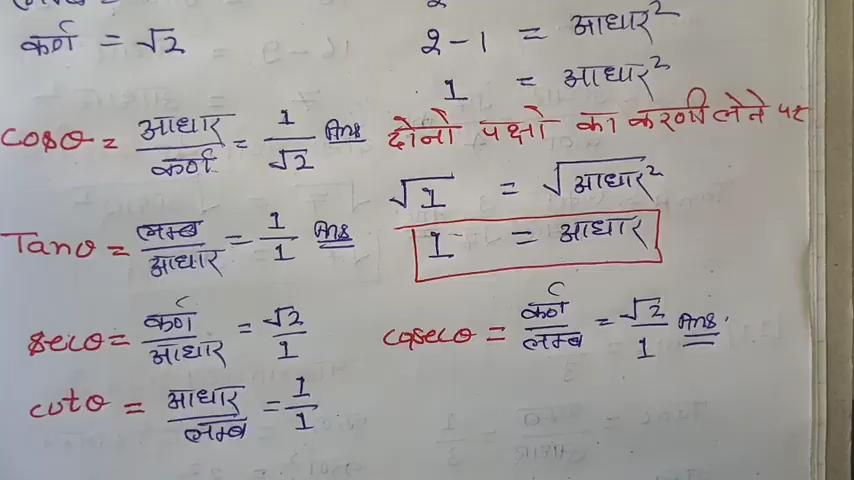 कर्ण = √2
2 - 1 = आधार²
1 = आधार²
cosθ = आधार/कर्ण = 1/√2 Ans
दोनो पक्षो का करणी लेने पर
√1 = √आधार²
1 = आधार
Tanθ = लम्ब/आधार = 1/1 Ans
secθ = कर्ण/आधार = √2/1
cosecθ = कर्ण/लम्ब = √2/1 Ans.
cotθ = आधार/लम्ब = 1/1